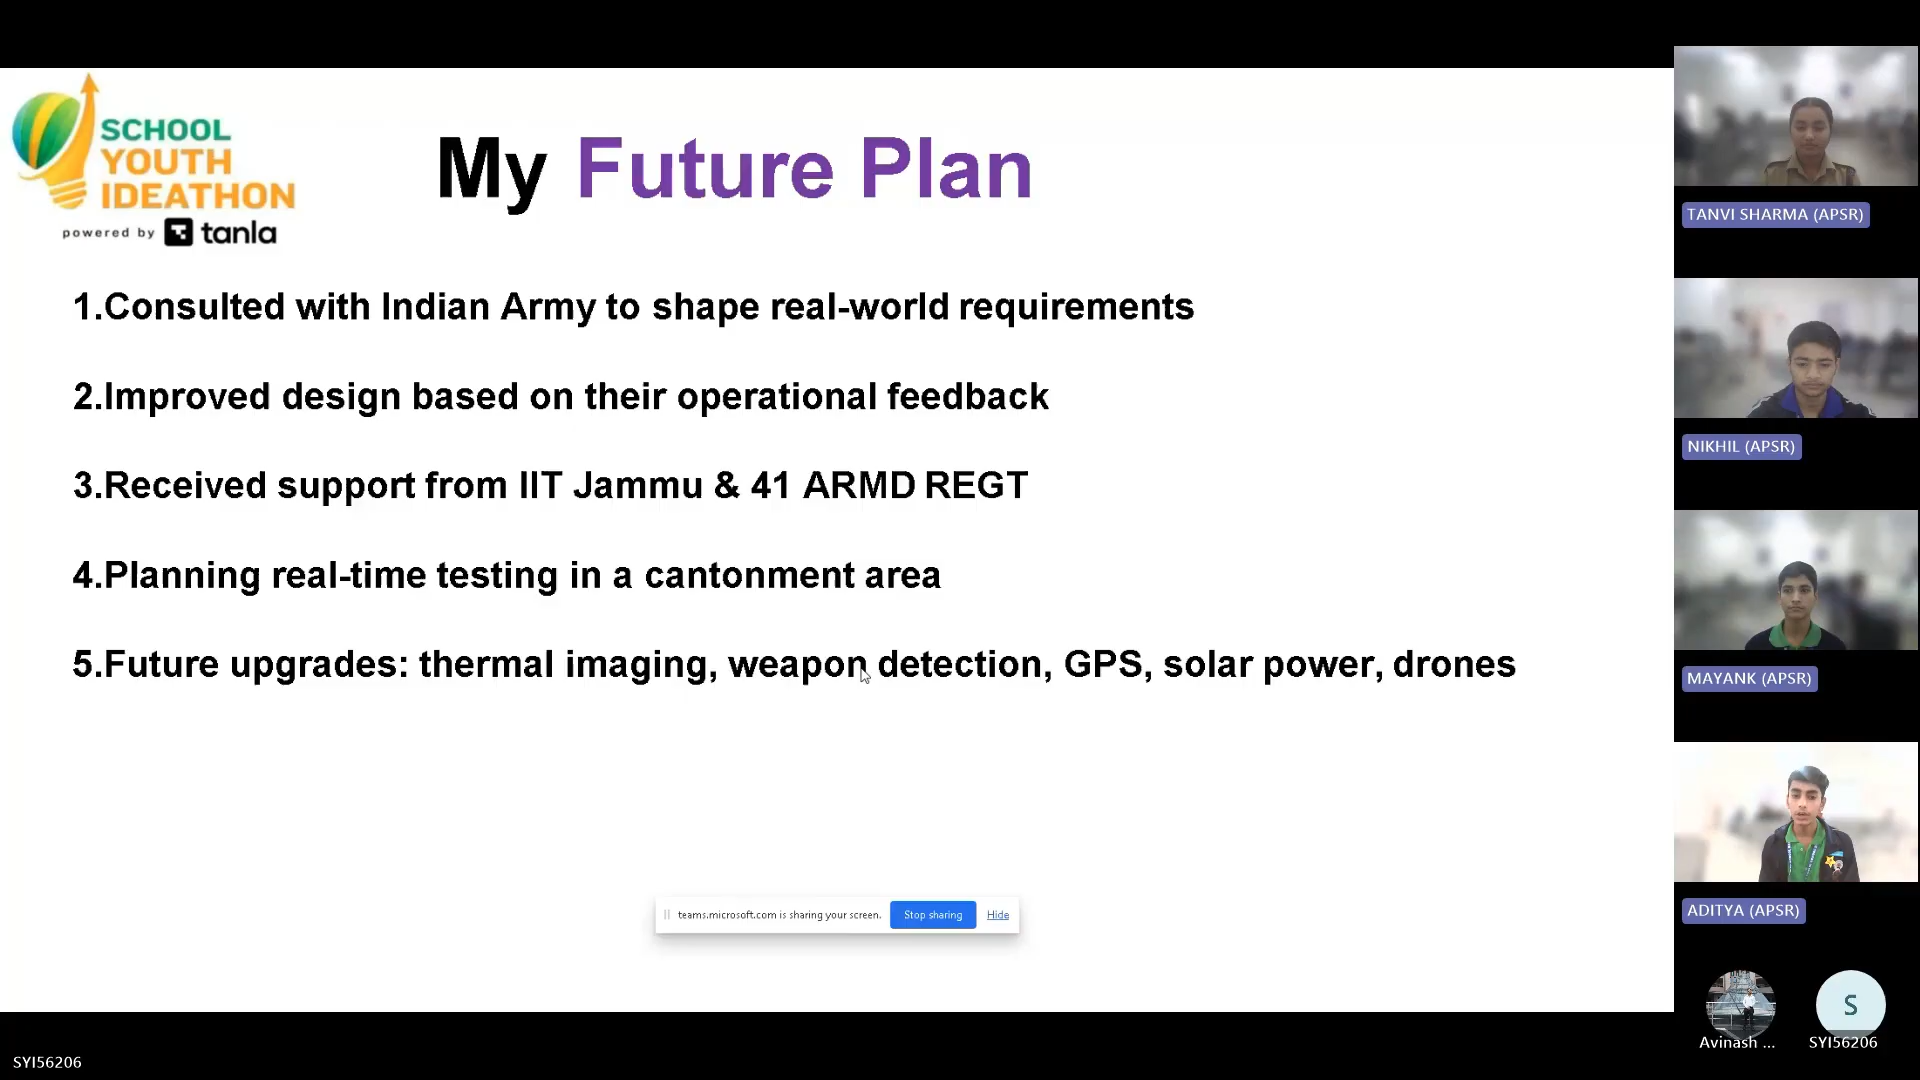 SCHOOL
YOUTH
IDEATHON
powered by tanla
My Future Plan
1.Consulted with Indian Army to shape real-world requirements
2.Improved design based on their operational feedback
3.Received support from IIT Jammu & 41 ARMD REGT
4.Planning real-time testing in a cantonment area
5.Future upgrades: thermal imaging, weapon detection, GPS, solar power, drones
teams.microsoft.com is sharing your screen. Stop sharing Hide
TANVI SHARMA (APSR)
NIKHIL (APSR)
MAYANK (APSR)
ADITYA (APSR)
S
Avinash ... SYI56206
SYI56206